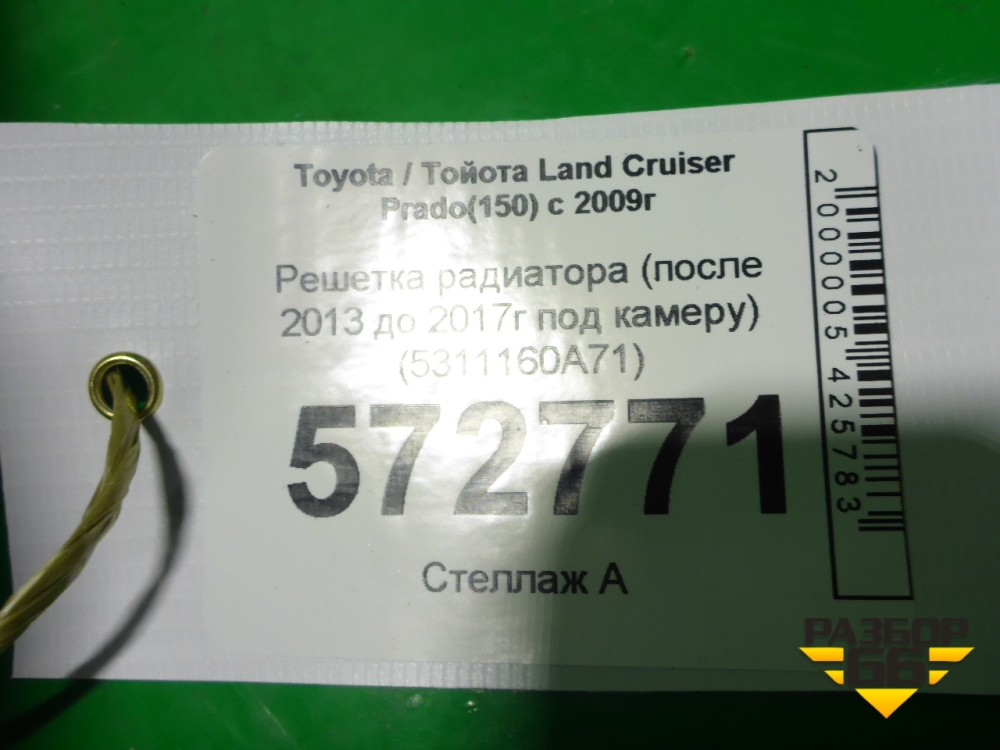 Toyota / Тойота Land Cruiser
Prado(150) с 2009г
Решетка радиатора (после
2013 до 2017г под камеру)
(5311160A71)
572771
Стеллаж А
2000005425783
РАЗБОР
66